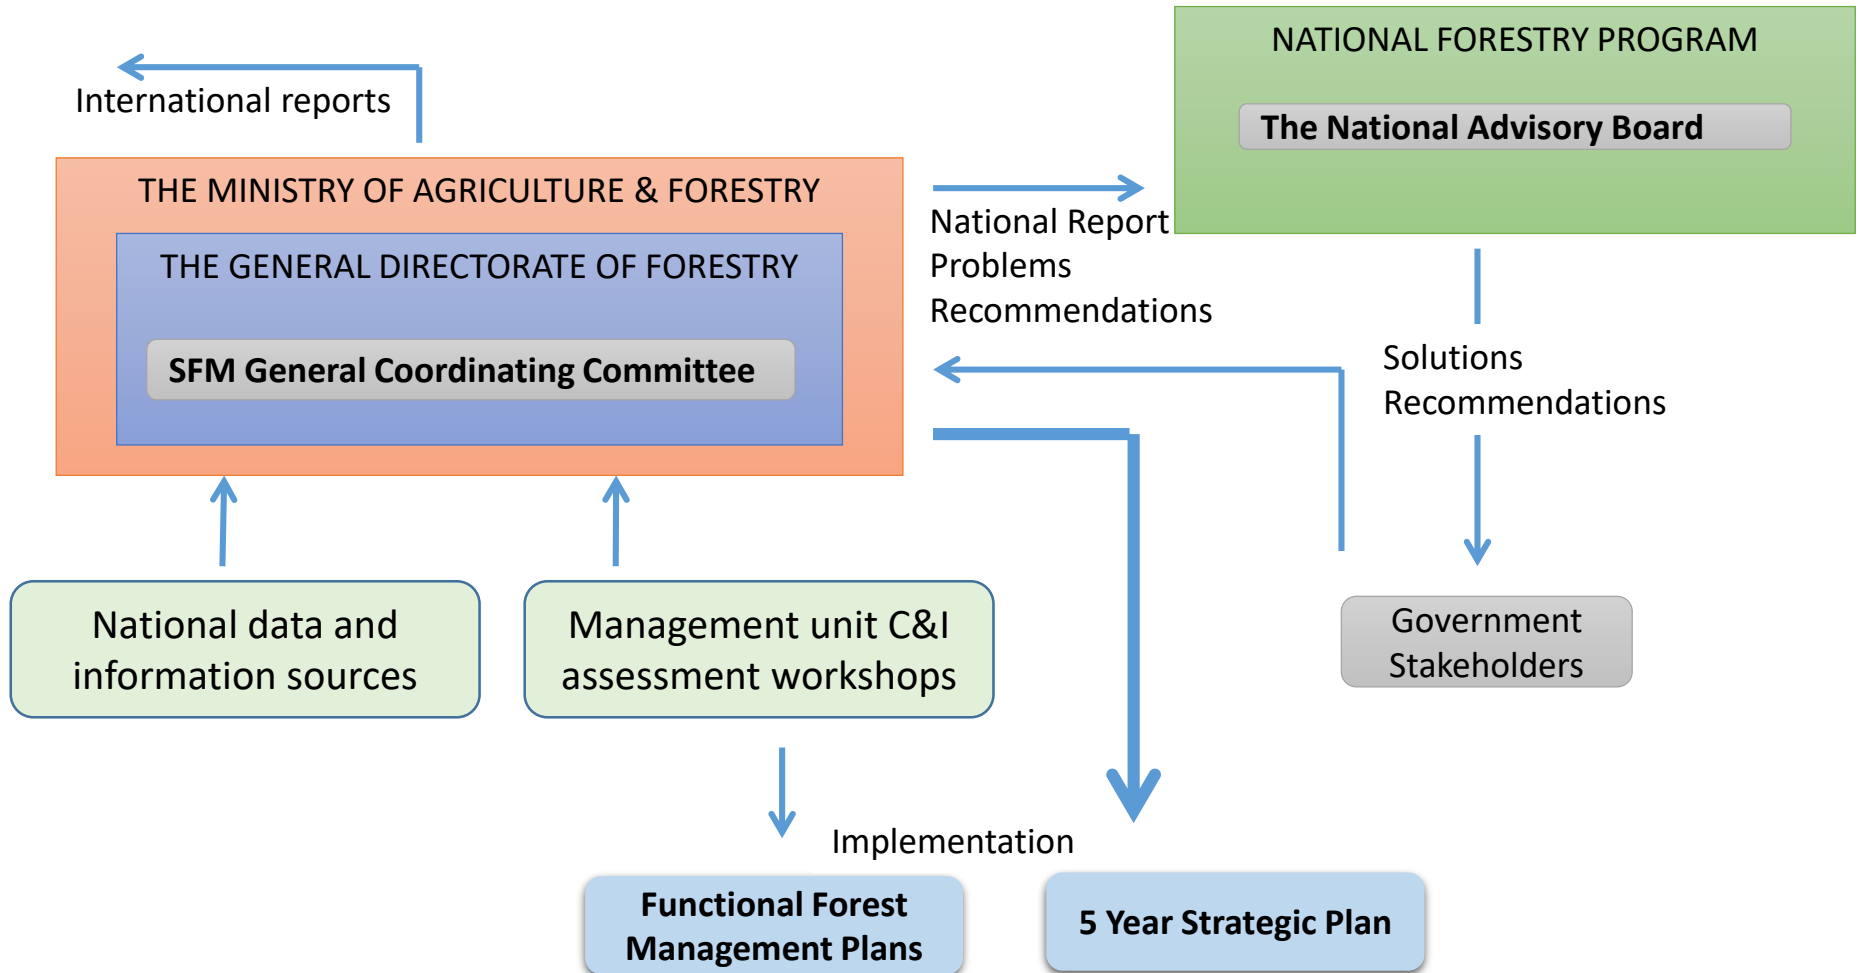 International reports
NATIONAL FORESTRY PROGRAM
The National Advisory Board
THE MINISTRY OF AGRICULTURE & FORESTRY
THE GENERAL DIRECTORATE OF FORESTRY
SFM General Coordinating Committee
National Report
Problems
Recommendations
Solutions
Recommendations
National data and
information sources
Management unit C&I
assessment workshops
Government
Stakeholders
Implementation
Functional Forest
Management Plans
5 Year Strategic Plan